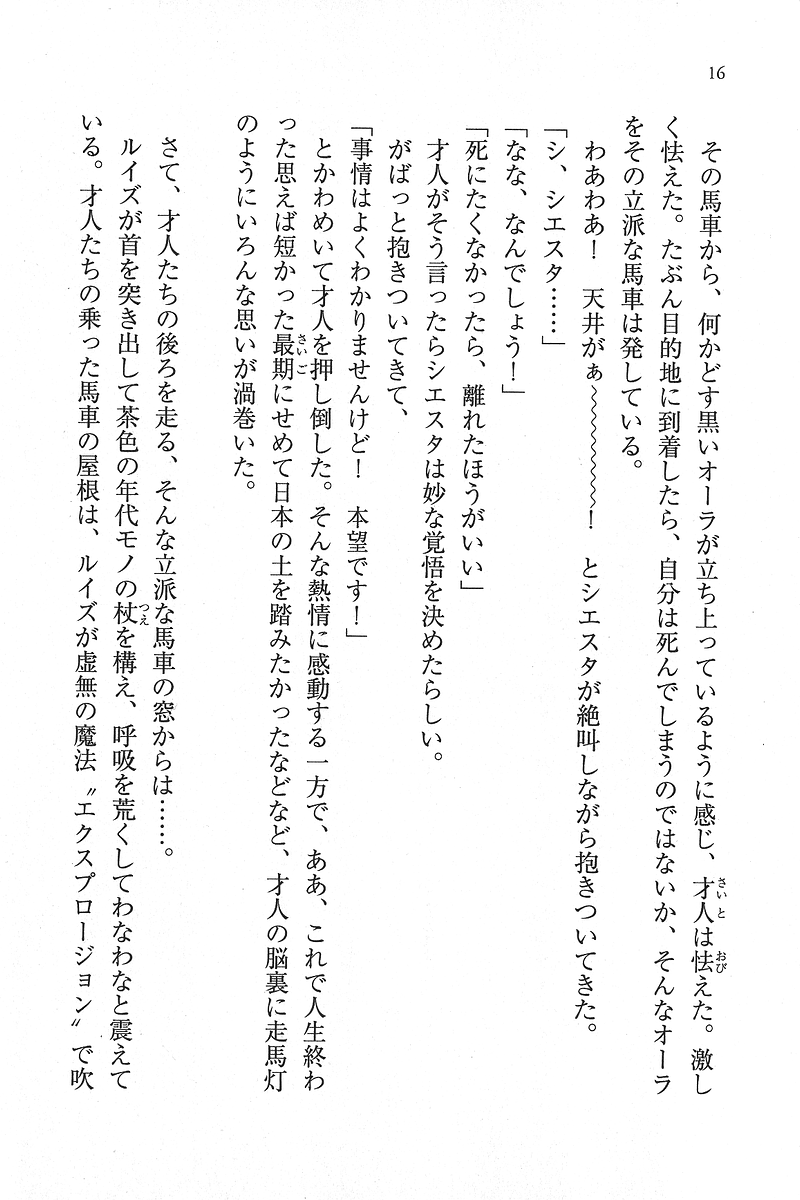 16
その馬車から、何かどす黒いオーラが立ち上っているように感じ、才人は怯えた。激し
く怯えた。たぶん目的地に到着したら、自分は死んでしまうのではないか、そんなオーラ
をその立派な馬車は発している。
わあわあ！　天井がぁ～～～～～～！　とシエスタが絶叫しながら抱きついてきた。
「シ、シエスタ……」
「なな、なんでしょう！」
「死にたくなかったら、離れたほうがいい」
才人がそう言ったらシエスタは妙な覚悟を決めたらしい。
がばっと抱きついてきて、
「事情はよくわかりませんけど！　本望です！」
とかわめいて才人を押し倒した。そんな熱情に感動する一方で、ああ、これで人生終わ
った思えば短かった最期にせめて日本の土を踏みたかったなどなど、才人の脳裏に走馬灯
のようにいろんな思いが渦巻いた。
さて、才人たちの後ろを走る、そんな立派な馬車の窓からは……。
ルイズが首を突き出して茶色の年代モノの杖を構え、呼吸を荒くしてわなわなと震えて
いる。才人たちの乗った馬車の屋根は、ルイズが虚無の魔法〝エクスプロージョン〟で吹